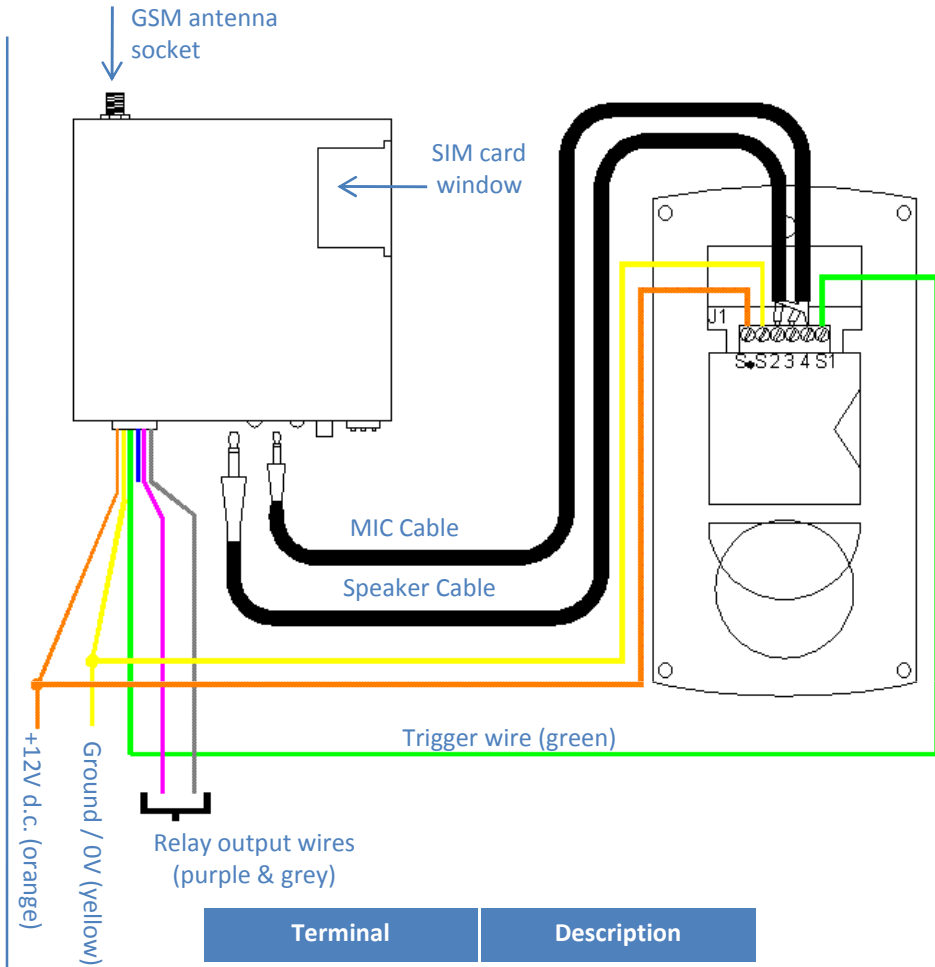 GSM antenna
socket
SIM card
window
J1
S S 2 3 4 S1
MIC Cable
Speaker Cable
Trigger wire (green)
+12V d.c. (orange)
Ground / 0V (yellow)
Relay output wires
(purple & grey)
Terminal Description